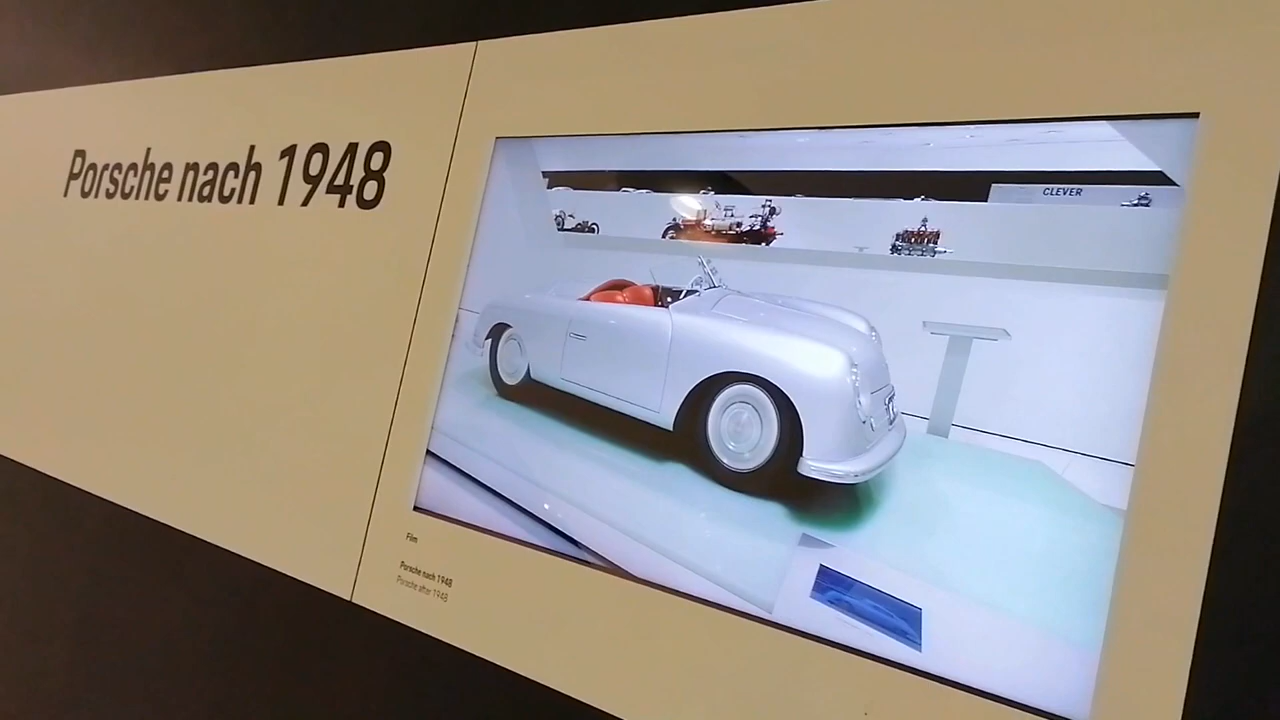 Porsche nach 1948
CLEVER
Film
Porsche nach 1948
Porsche after 1948